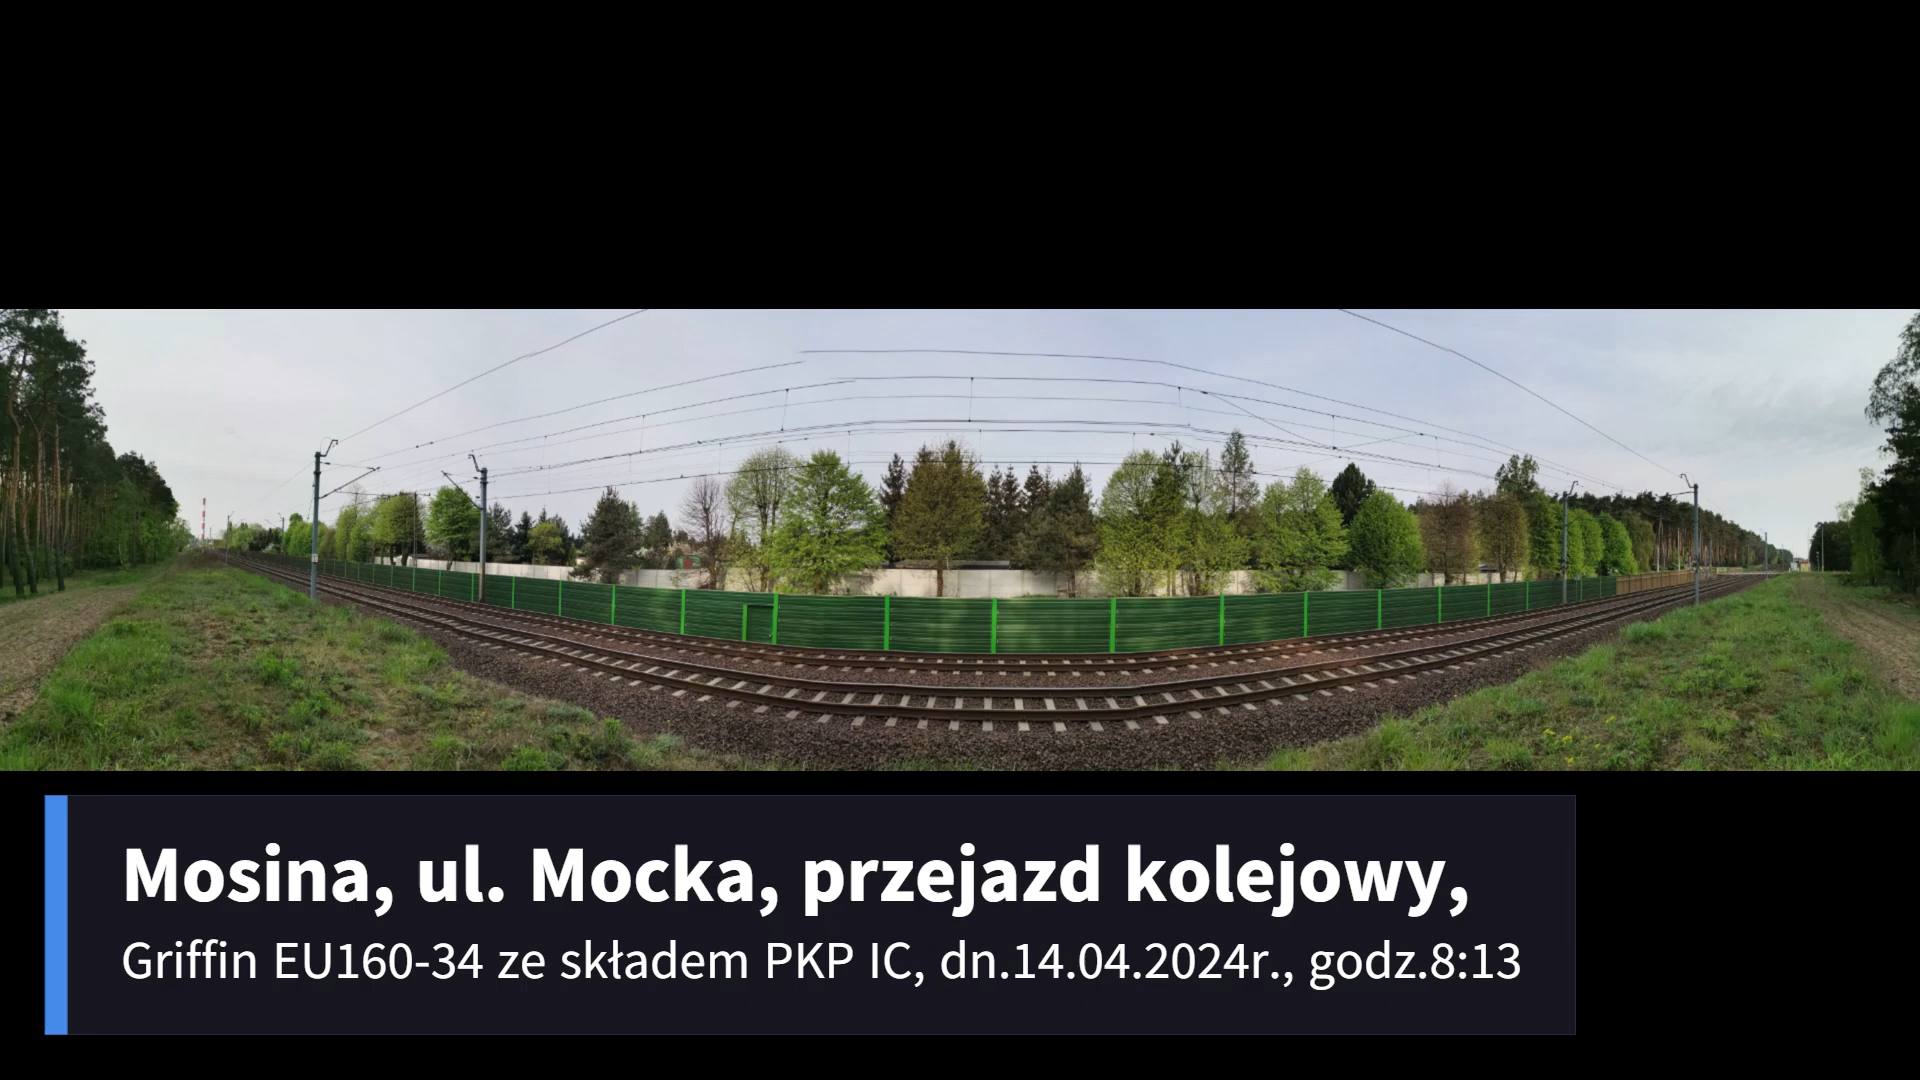 Mosina, ul. Mocka, przejazd kolejowy,
Griffin EU160-34 ze składem PKP IC, dn.14.04.2024r., godz.8:13